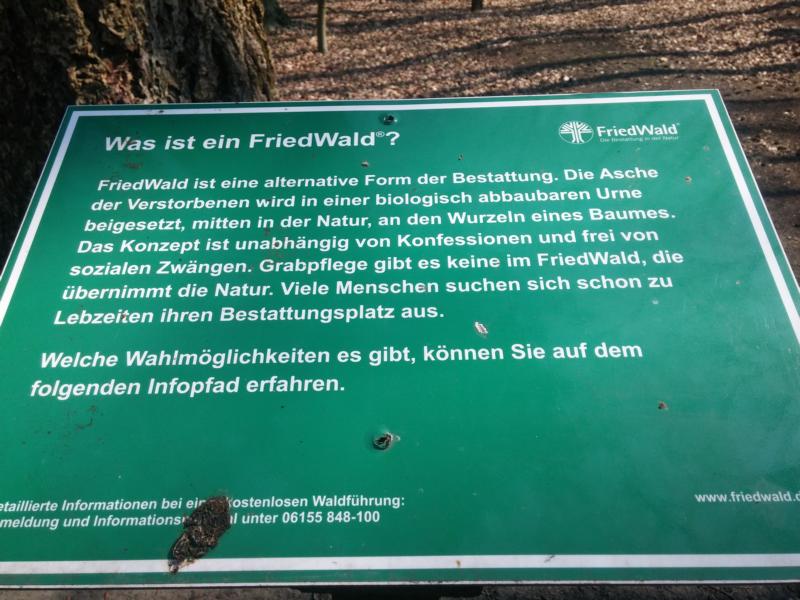 Was ist ein FriedWald®?
FriedWald®
Die Bestattung in der Natur
FriedWald ist eine alternative Form der Bestattung. Die Asche
der Verstorbenen wird in einer biologisch abbaubaren Urne
beigesetzt, mitten in der Natur, an den Wurzeln eines Baumes.
Das Konzept ist unabhängig von Konfessionen und frei von
sozialen Zwängen. Grabpflege gibt es keine im FriedWald, die
übernimmt die Natur. Viele Menschen suchen sich schon zu
Lebzeiten ihren Bestattungsplatz aus.
Welche Wahlmöglichkeiten es gibt, können Sie auf dem
folgenden Infopfad erfahren.
etaillierte Informationen bei einer kostenlosen Waldführung:
meldung und Informations al unter 06155 848-100
www.friedwald.d